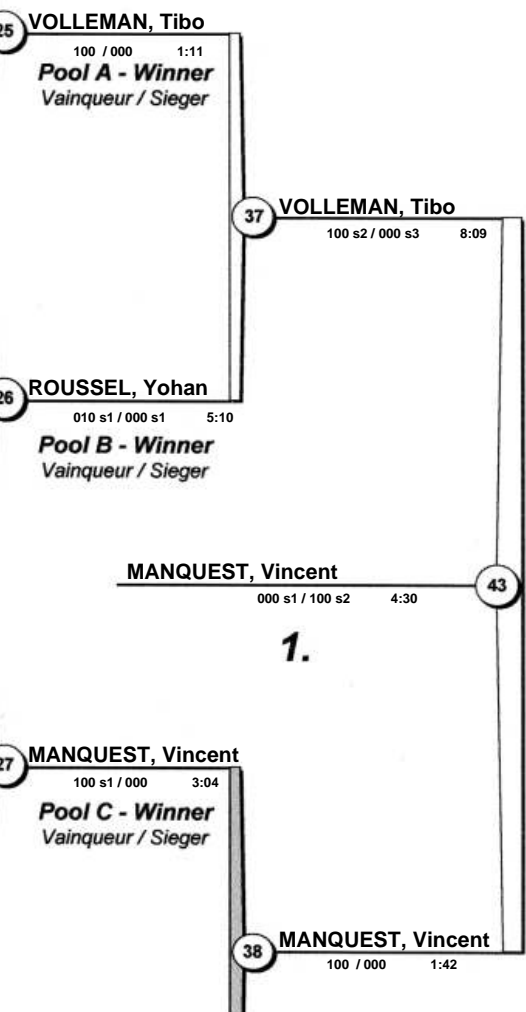 25
VOLLEMAN, Tibo
100 / 000 1:11
Pool A - Winner
Vainqueur / Sieger
37
VOLLEMAN, Tibo
100 s2 / 000 s3 8:09
26
ROUSSEL, Yohan
010 s1 / 000 s1 5:10
Pool B - Winner
Vainqueur / Sieger
MANQUEST, Vincent
43
000 s1 / 100 s2 4:30
1.
27
MANQUEST, Vincent
100 s1 / 000 3:04
Pool C - Winner
Vainqueur / Sieger
38
MANQUEST, Vincent
100 / 000 1:42